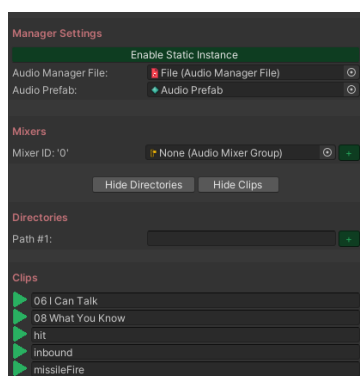 Manager Settings
Enable Static Instance
Audio Manager File: File (Audio Manager File)
Audio Prefab: Audio Prefab
Mixers
Mixer ID: '0' None (Audio Mixer Group) +
Hide Directories Hide Clips
Directories
Path #1: +
Clips
06 I Can Talk
08 What You Know
hit
inbound
missileFire